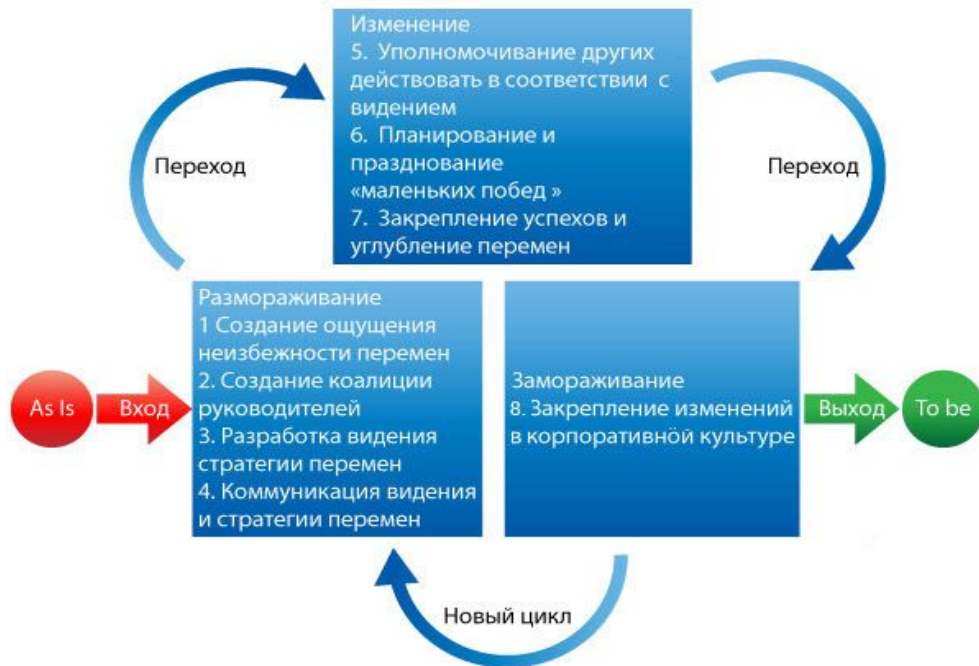 Изменение
5. Уполномочивание других
действовать в соответствии с
видением
6. Планирование и
празднование
«маленьких побед »
7. Закрепление успехов и
углубление перемен
Переход
Переход
Размораживание
1 Создание ощущения
неизбежности перемен
2. Создание коалиции
руководителей
3. Разработка видения
стратегии перемен
4. Коммуникация видения
и стратегии перемен
As Is
Вход
Замораживание
8. Закрепление изменений
в корпоративнöй культуре
Выход
To be
Новый цикл